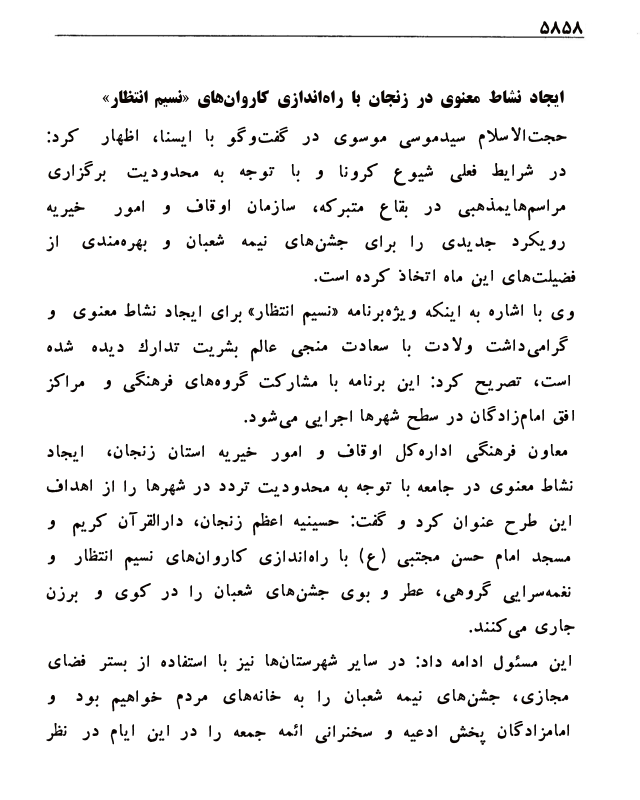 ۵۸۵۸
ایجاد نشاط معنوی در زنجان با راه‌اندازی کاروان‌های «نسیم انتظار»
حجت‌الاسلام سیدموسی موسوی در گفت‌وگو با ایسنا، اظهار کرد:
در شرایط فعلی شیوع کرونا و با توجه به محدودیت برگزاری
مراسم‌هایمذهبی در بقاع متبرکه، سازمان اوقاف و امور خیریه
رویکرد جدیدی را برای جشن‌های نیمه شعبان و بهره‌مندی از
فضیلت‌های این ماه اتخاذ کرده است.
وی با اشاره به اینکه ویژه‌برنامه «نسیم انتظار» برای ایجاد نشاط معنوی و
گرامی‌داشت ولادت با سعادت منجی عالم بشریت تدارك دیده شده
است، تصریح کرد: این برنامه با مشارکت گروه‌های فرهنگی و مراکز
افق امام‌زادگان در سطح شهرها اجرایی می‌شود.
معاون فرهنگی اداره‌کل اوقاف و امور خیریه استان زنجان، ایجاد
نشاط معنوی در جامعه با توجه به محدودیت تردد در شهرها را از اهداف
این طرح عنوان کرد و گفت: حسینیه اعظم زنجان، دارالقرآن کریم و
مسجد امام حسن مجتبی (ع) با راه‌اندازی کاروان‌های نسیم انتظار و
نغمه‌سرایی گروهی، عطر و بوی جشن‌های شعبان را در کوی و برزن
جاری می‌کنند.
این مسئول ادامه داد: در سایر شهرستان‌ها نیز با استفاده از بستر فضای
مجازی، جشن‌های نیمه شعبان را به خانه‌های مردم خواهیم بود و
امامزادگان پخش ادعیه و سخنرانی ائمه جمعه را در این ایام در نظر